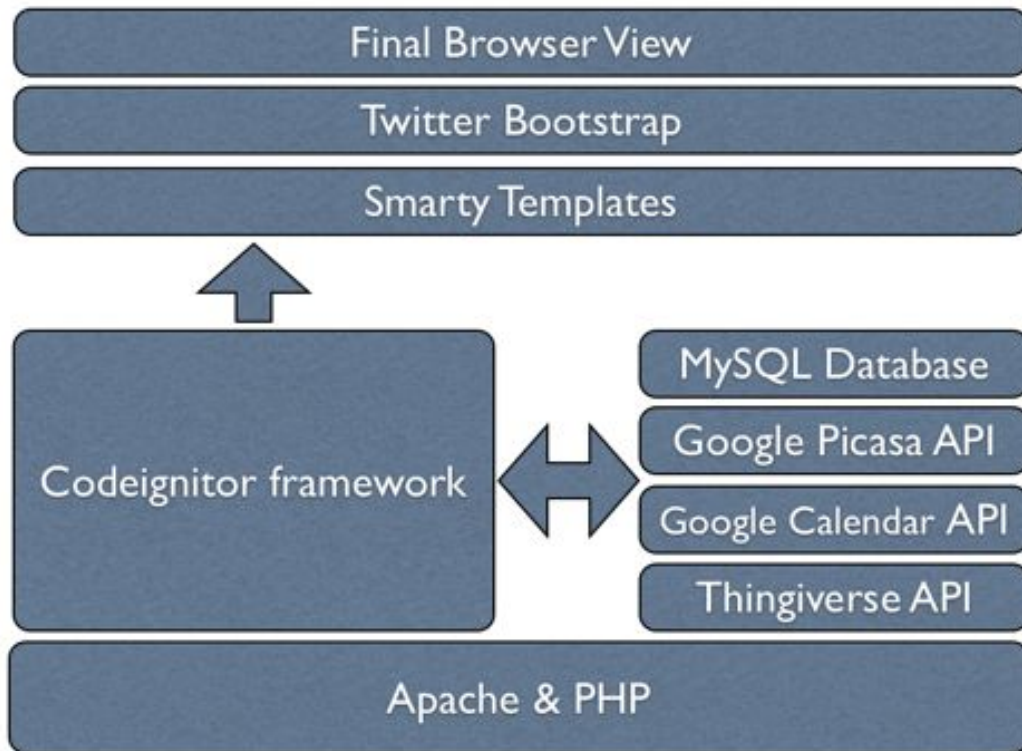 Final Browser View
Twitter Bootstrap
Smarty Templates
Codeignitor framework
MySQL Database
Google Picasa API
Google Calendar API
Thingiverse API
Apache & PHP